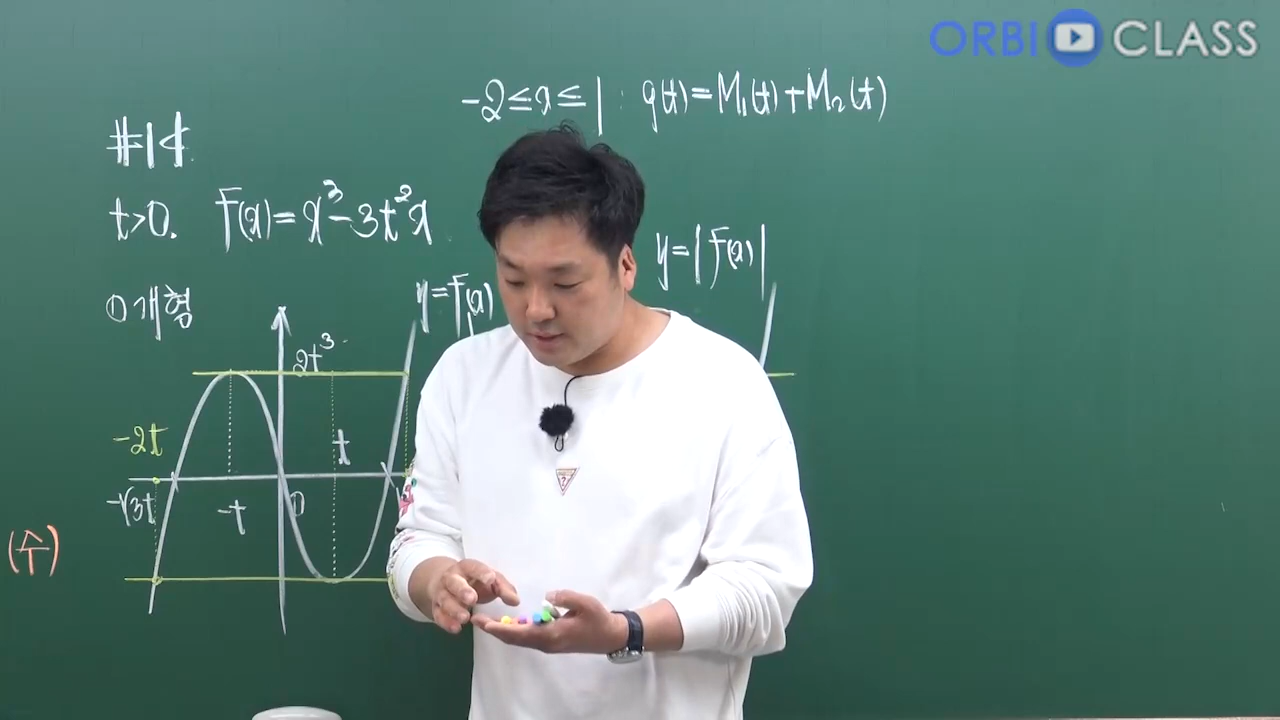 ORBI CLASS
-2≤x≤1 : g(t)=M₁(t)+M₂(t)
#14
t>0. f(x)=x³-3t²x
y=|f(x)|
①개형
y=f(x)
2t³
-2t
t
-√3t
-t
0
(수)
?